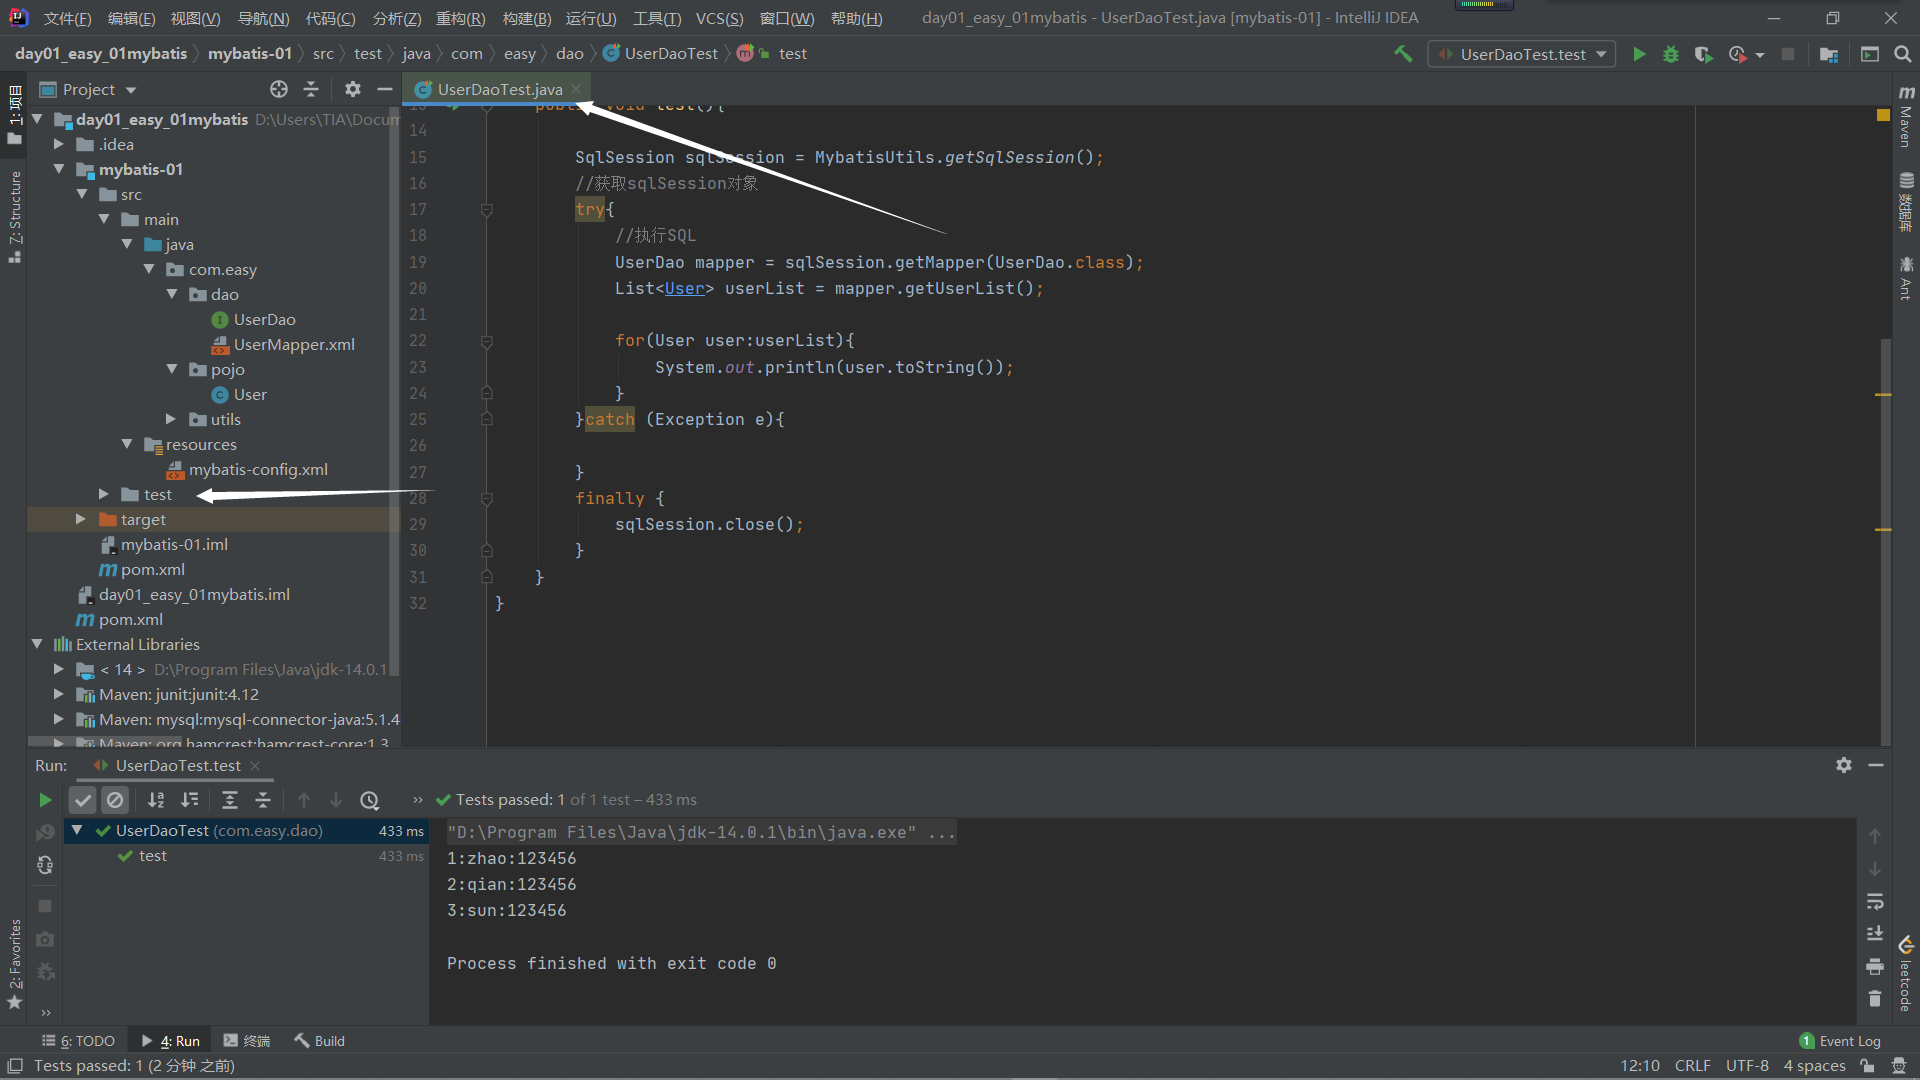 文件(F) 编辑(E) 视图(V) 导航(N) 代码(C) 分析(Z) 重构(R) 构建(B) 运行(U) 工具(T) VCS(S) 窗口(W) 帮助(H) day01_easy_01mybatis - UserDaoTest.java [mybatis-01] - IntelliJ IDEA
day01_easy_01mybatis mybatis-01 src test java com easy dao UserDaoTest test UserDaoTest.test
1: 项目
7: Structure
2: Favorites
Project
day01_easy_01mybatis D:\Users\TIA\Docum
.idea
mybatis-01
src
main
java
com.easy
dao
UserDao
UserMapper.xml
pojo
User
utils
resources
mybatis-config.xml
test
target
mybatis-01.iml
pom.xml
day01_easy_01mybatis.iml
pom.xml
External Libraries
< 14 > D:\Program Files\Java\jdk-14.0.1
Maven: junit:junit:4.12
Maven: mysql:mysql-connector-java:5.1.4
Maven: org.hamcrest:hamcrest-core:1.3
UserDaoTest.java
13 public void test(){
14
15 SqlSession sqlSession = MybatisUtils.getSqlSession();
16 //获取sqlSession对象
17 try{
18 //执行SQL
19 UserDao mapper = sqlSession.getMapper(UserDao.class);
20 List<User> userList = mapper.getUserList();
21
22 for(User user:userList){
23 System.out.println(user.toString());
24 }
25 }catch (Exception e){
26
27 }
28 finally {
29 sqlSession.close();
30 }
31 }
32 }
Maven
数据库
Ant
leetcode
Run: UserDaoTest.test
Tests passed: 1 of 1 test – 433 ms
UserDaoTest (com.easy.dao) 433 ms
test 433 ms
"D:\Program Files\Java\jdk-14.0.1\bin\java.exe" ...
1:zhao:123456
2:qian:123456
3:sun:123456
Process finished with exit code 0
6: TODO 4: Run 终端 Build 1 Event Log
Tests passed: 1 (2 分钟 之前) 12:10 CRLF UTF-8 4 spaces